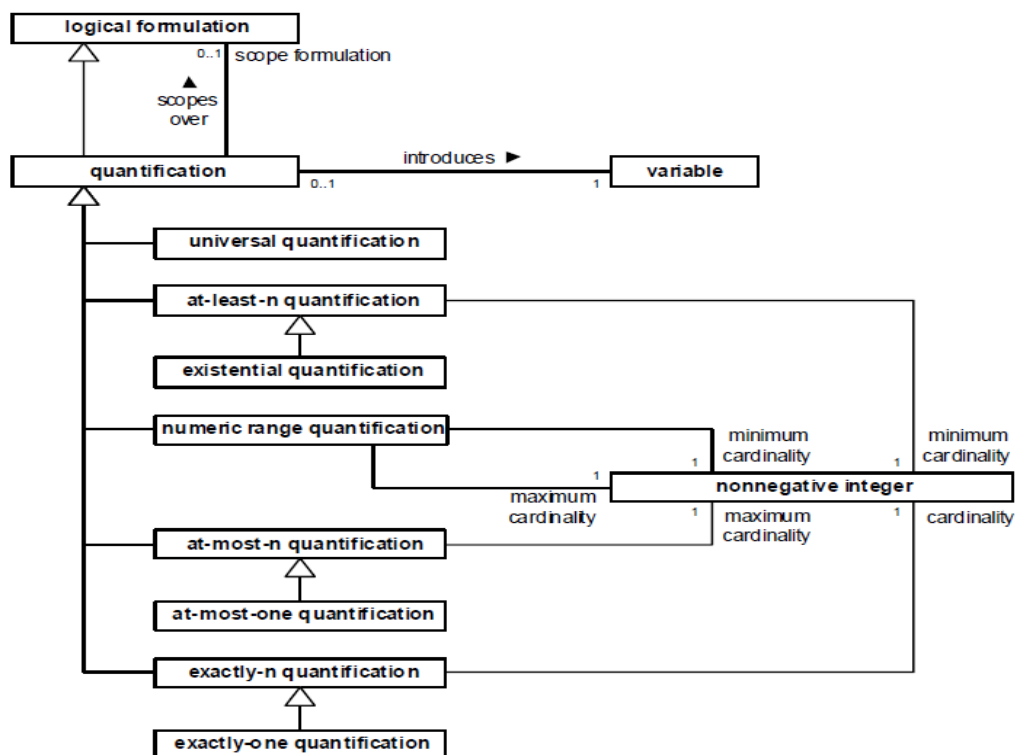 logical formulation
0..1 scope formulation
▲
scopes
over
quantification
introduces ►
0..1
1
variable
universal quantification
at-least-n quantification
existential quantification
numeric range quantification
minimum
cardinality
1
minimum
cardinality
1
1
maximum
cardinality
nonnegative integer
1
maximum
cardinality
1
cardinality
at-most-n quantification
at-most-one quantification
exactly-n quantification
exactly-one quantification